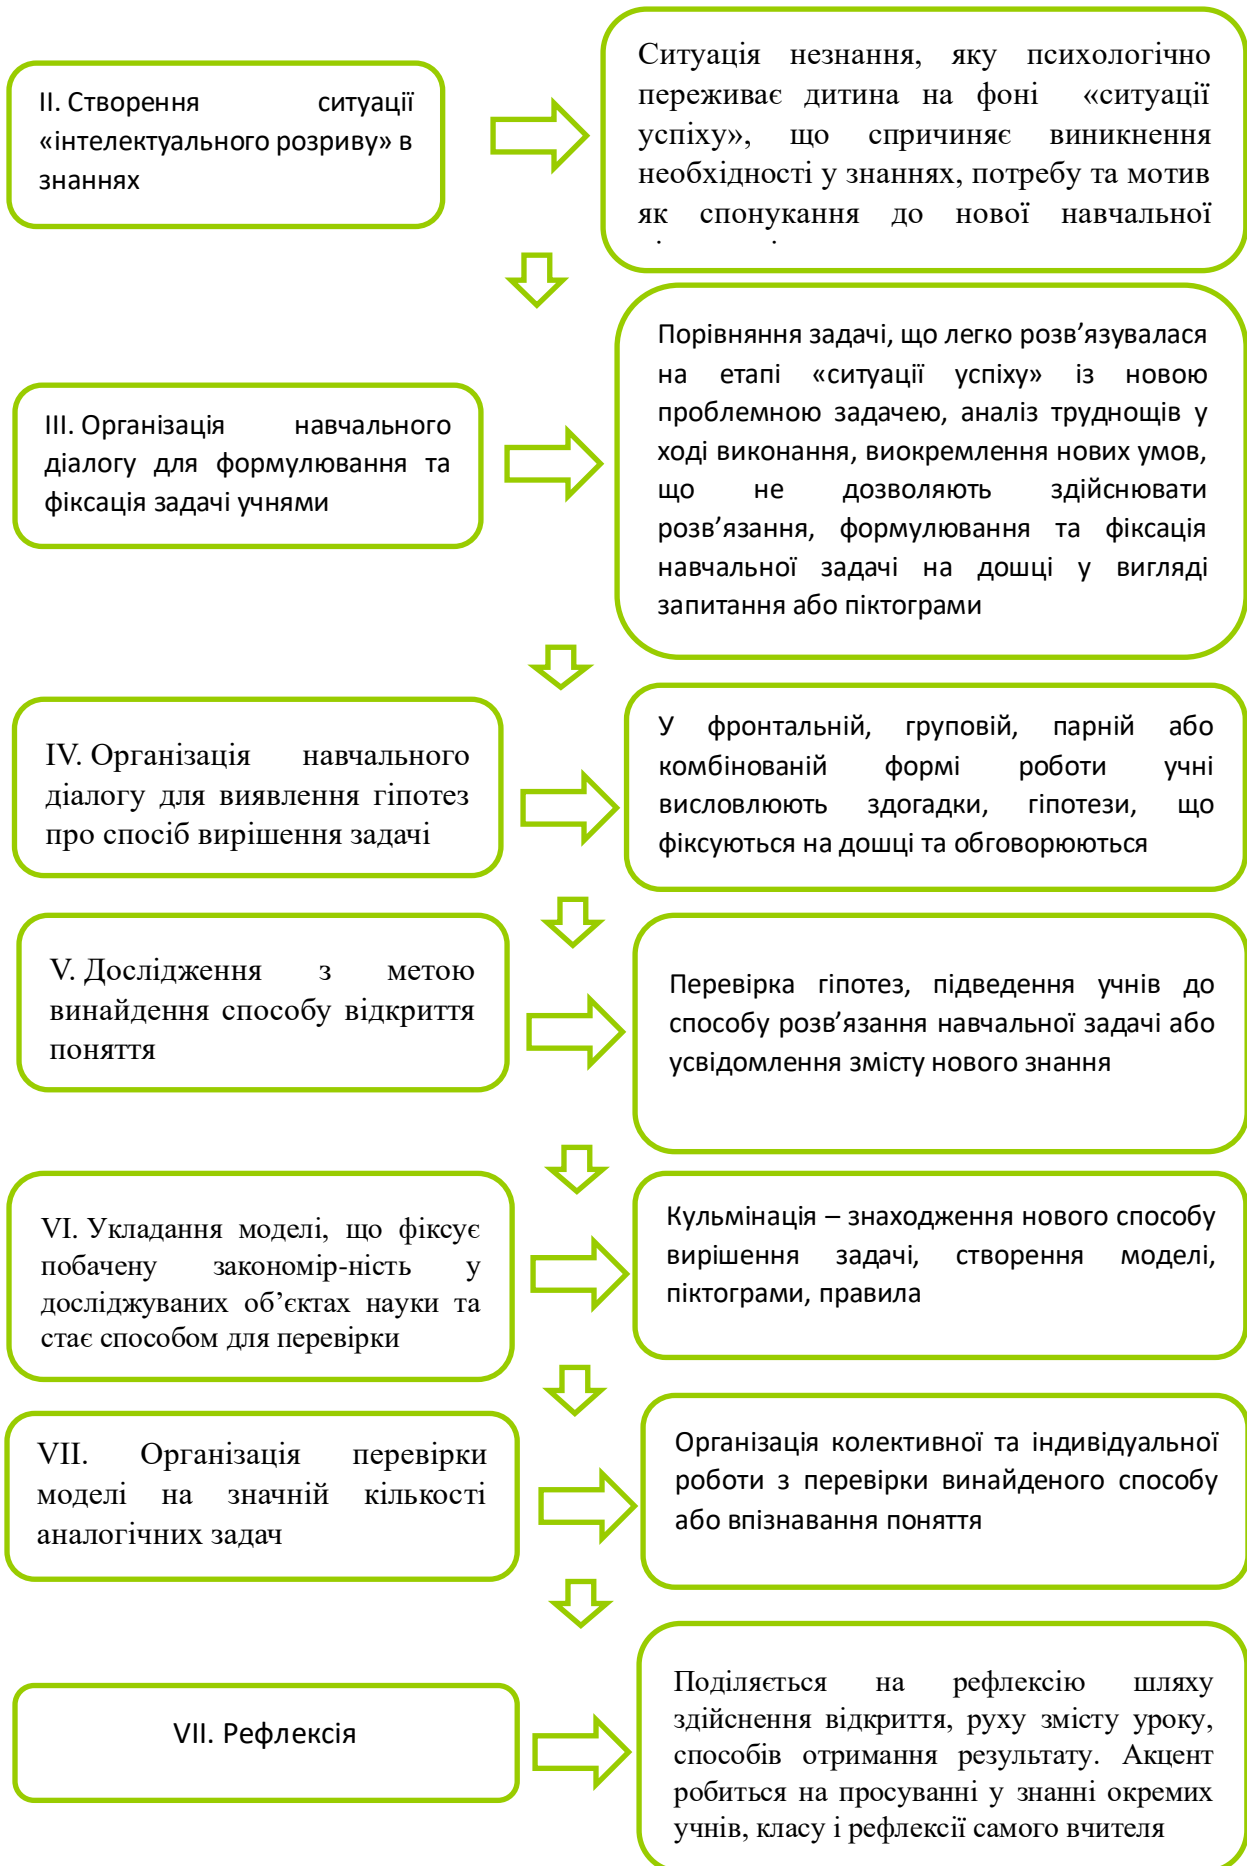 ІІ. Створення ситуації
«інтелектуального розриву» в
знаннях
Ситуація незнання, яку психологічно
переживає дитина на фоні «ситуації
успіху», що спричиняє виникнення
необхідності у знаннях, потребу та мотив
як спонукання до нової навчальної
ІІІ. Організація навчального
діалогу для формулювання та
фіксація задачі учнями
Порівняння задачі, що легко розв’язувалася
на етапі «ситуації успіху» із новою
проблемною задачею, аналіз труднощів у
ході виконання, виокремлення нових умов,
що не дозволяють здійснювати
розв’язання, формулювання та фіксація
навчальної задачі на дошці у вигляді
запитання або піктограми
IV. Організація навчального
діалогу для виявлення гіпотез
про спосіб вирішення задачі
У фронтальній, груповій, парній або
комбінованій формі роботи учні
висловлюють здогадки, гіпотези, що
фіксуються на дошці та обговорюються
V. Дослідження з метою
винайдення способу відкриття
поняття
Перевірка гіпотез, підведення учнів до
способу розв’язання навчальної задачі або
усвідомлення змісту нового знання
VI. Укладання моделі, що фіксує
побачену закономір-ність у
досліджуваних об’єктах науки та
стає способом для перевірки
Кульмінація – знаходження нового способу
вирішення задачі, створення моделі,
піктограми, правила
VII. Організація перевірки
моделі на значній кількості
аналогічних задач
Організація колективної та індивідуальної
роботи з перевірки винайденого способу
або впізнавання поняття
VII. Рефлексія
Поділяється на рефлексію шляху
здійснення відкриття, руху змісту уроку,
способів отримання результату. Акцент
робиться на просуванні у знанні окремих
учнів, класу і рефлексії самого вчителя